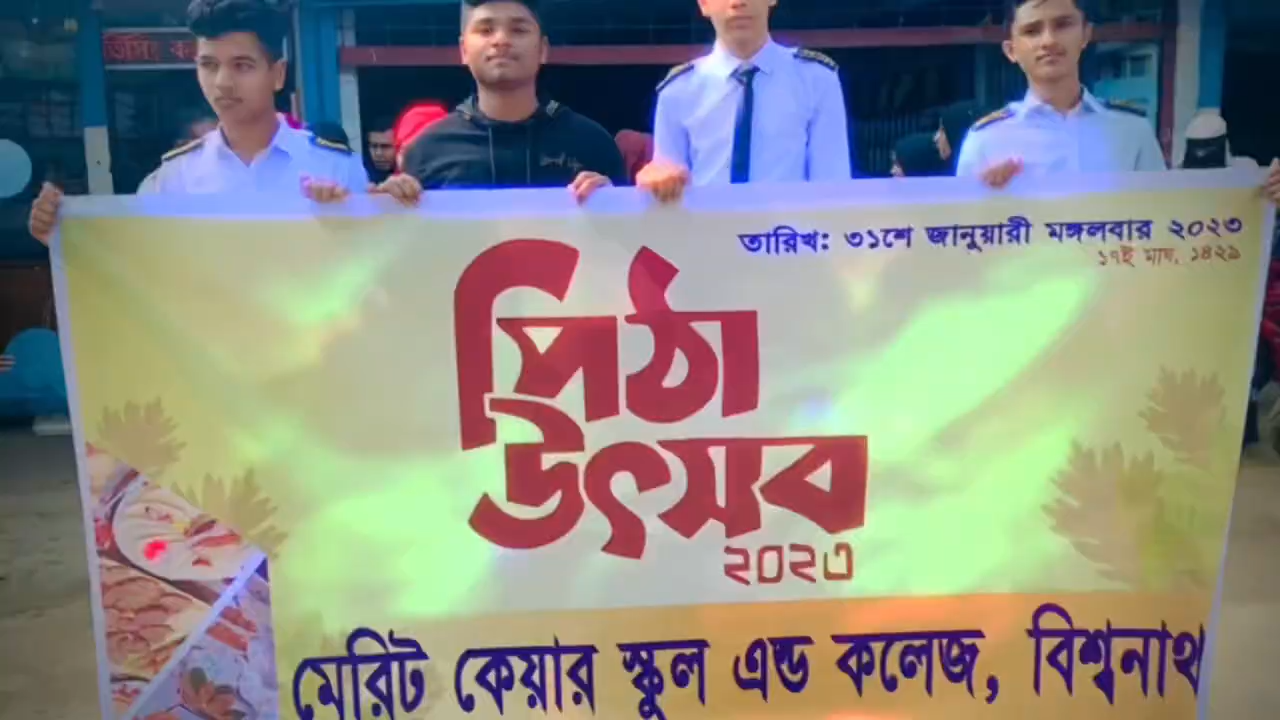 তারিখ: ৩১শে জানুয়ারী মঙ্গলবার ২০২৩
১৭ই মাঘ, ১৪২৯
পিঠা
উৎসব
২০২৩
মেরিট কেয়ার স্কুল এন্ড কলেজ, বিশ্বনাথ